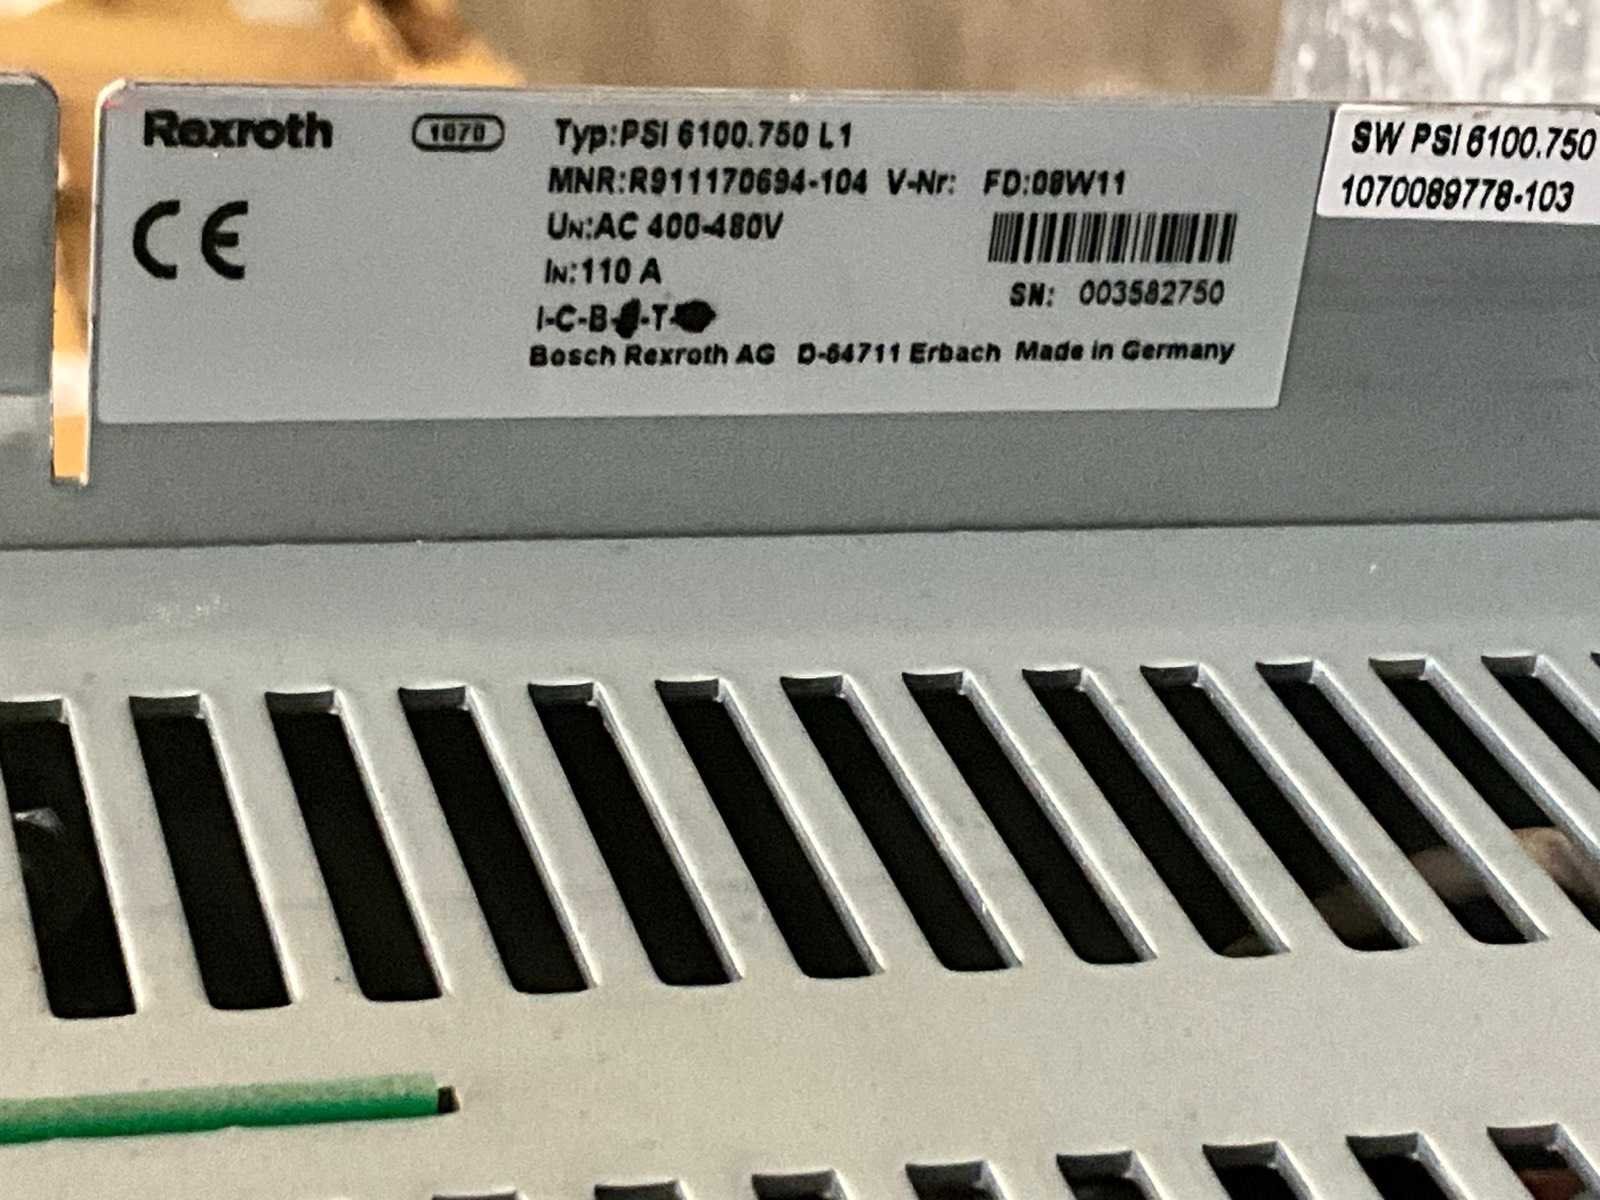 Rexroth 1070 Typ:PSI 6100.750 L1
MNR:R911170694-104 V-Nr: FD:08W11
CE
UN:AC 400-480V
IN:110 A
SN: 003582750
I-C-B- -T-
Bosch Rexroth AG D-64711 Erbach Made in Germany
SW PSI 6100.750
1070089778-103